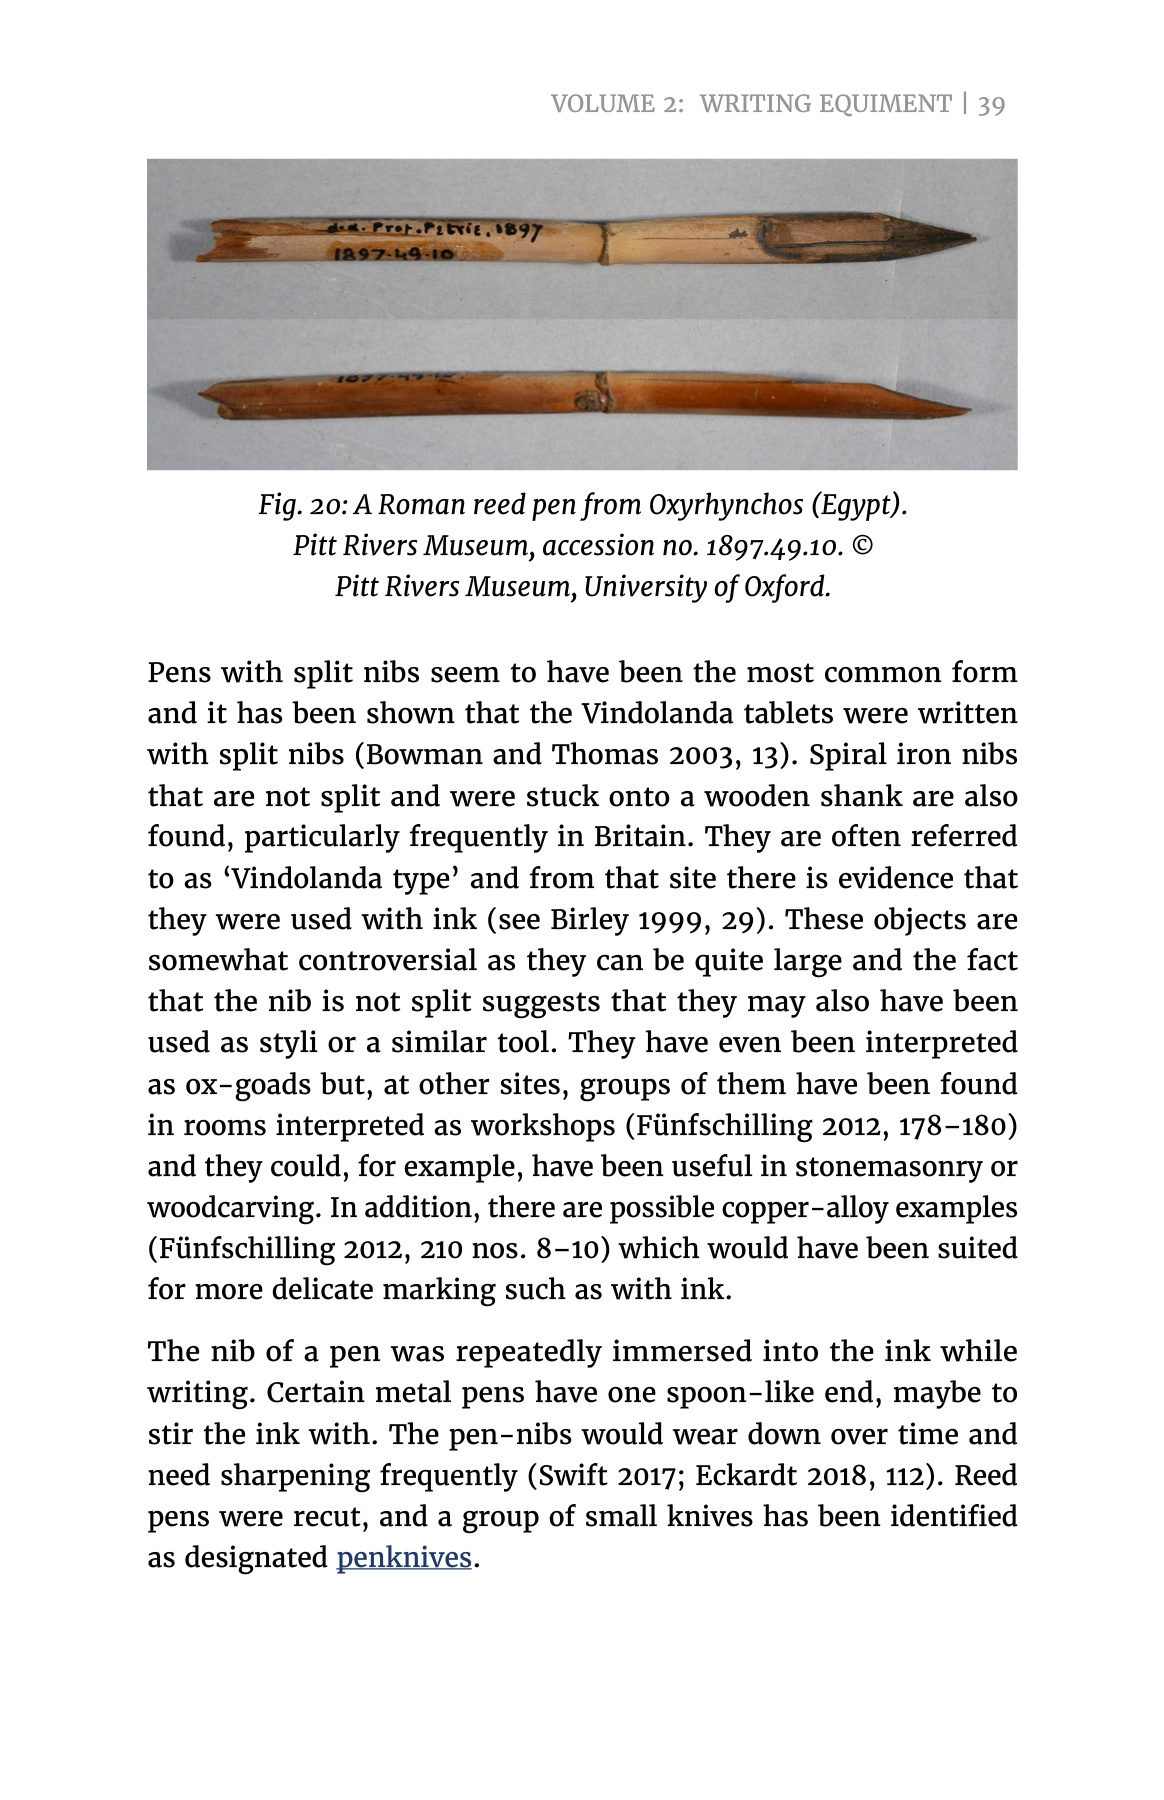 VOLUME 2: WRITING EQUIMENT | 39
d.d. Prof. Petrie. 1897
1897.49.10
Fig. 20: A Roman reed pen from Oxyrhynchos (Egypt).
Pitt Rivers Museum, accession no. 1897.49.10. ©
Pitt Rivers Museum, University of Oxford.
Pens with split nibs seem to have been the most common form
and it has been shown that the Vindolanda tablets were written
with split nibs (Bowman and Thomas 2003, 13). Spiral iron nibs
that are not split and were stuck onto a wooden shank are also
found, particularly frequently in Britain. They are often referred
to as ‘Vindolanda type’ and from that site there is evidence that
they were used with ink (see Birley 1999, 29). These objects are
somewhat controversial as they can be quite large and the fact
that the nib is not split suggests that they may also have been
used as styli or a similar tool. They have even been interpreted
as ox-goads but, at other sites, groups of them have been found
in rooms interpreted as workshops (Fünfschilling 2012, 178–180)
and they could, for example, have been useful in stonemasonry or
woodcarving. In addition, there are possible copper-alloy examples
(Fünfschilling 2012, 210 nos. 8–10) which would have been suited
for more delicate marking such as with ink.
The nib of a pen was repeatedly immersed into the ink while
writing. Certain metal pens have one spoon-like end, maybe to
stir the ink with. The pen-nibs would wear down over time and
need sharpening frequently (Swift 2017; Eckardt 2018, 112). Reed
pens were recut, and a group of small knives has been identified
as designated penknives.